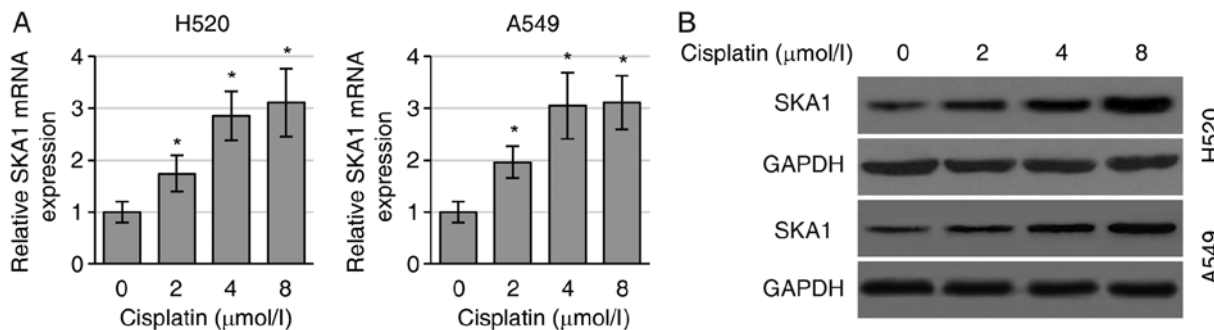 A
H520
A549
Relative SKA1 mRNA
expression
4
3
2
1
0
*
*
*
0
2
4
8
Cisplatin (μmol/l)
Relative SKA1 mRNA
expression
4
3
2
1
0
*
*
*
0
2
4
8
Cisplatin (μmol/l)
B
Cisplatin (μmol/l) 0 2 4 8
SKA1
GAPDH
H520
SKA1
GAPDH
A549